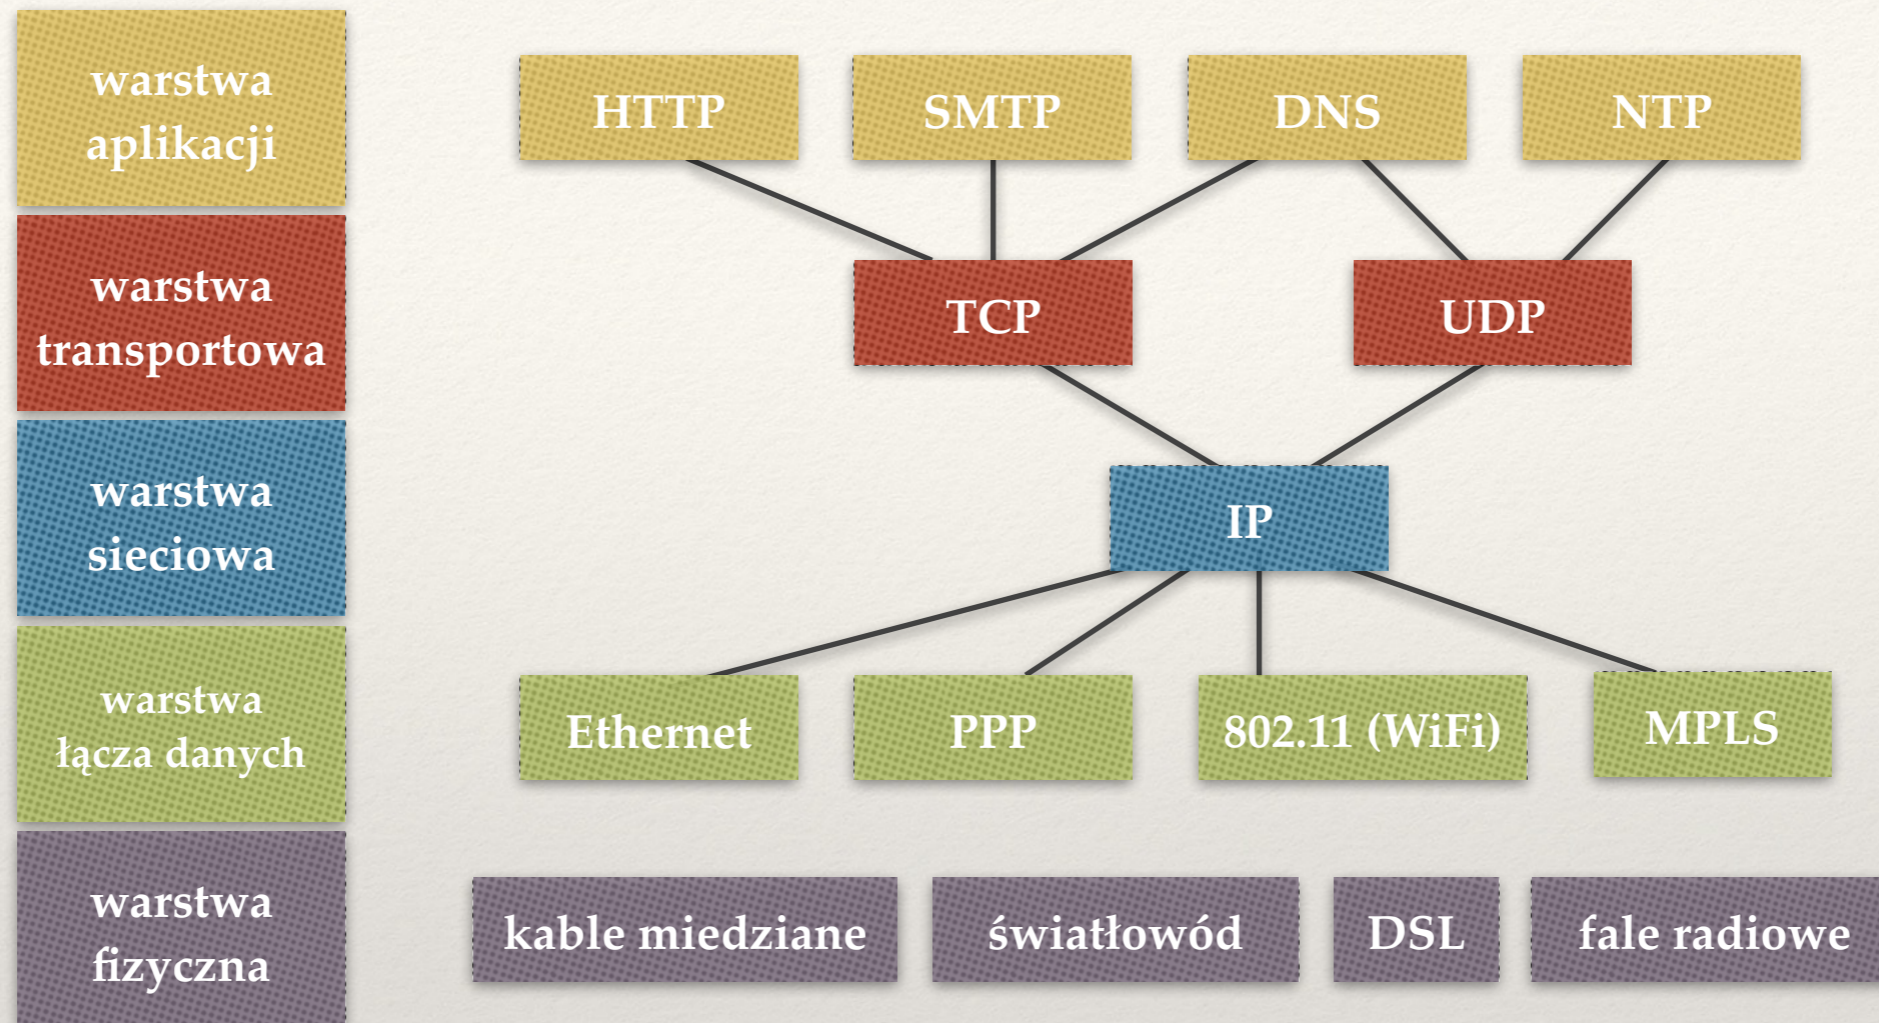 warstwa
aplikacji
HTTP
SMTP
DNS
NTP
warstwa
transportowa
TCP
UDP
warstwa
sieciowa
IP
warstwa
łącza danych
Ethernet
PPP
802.11 (WiFi)
MPLS
warstwa
fizyczna
kable miedziane
światłowód
DSL
fale radiowe